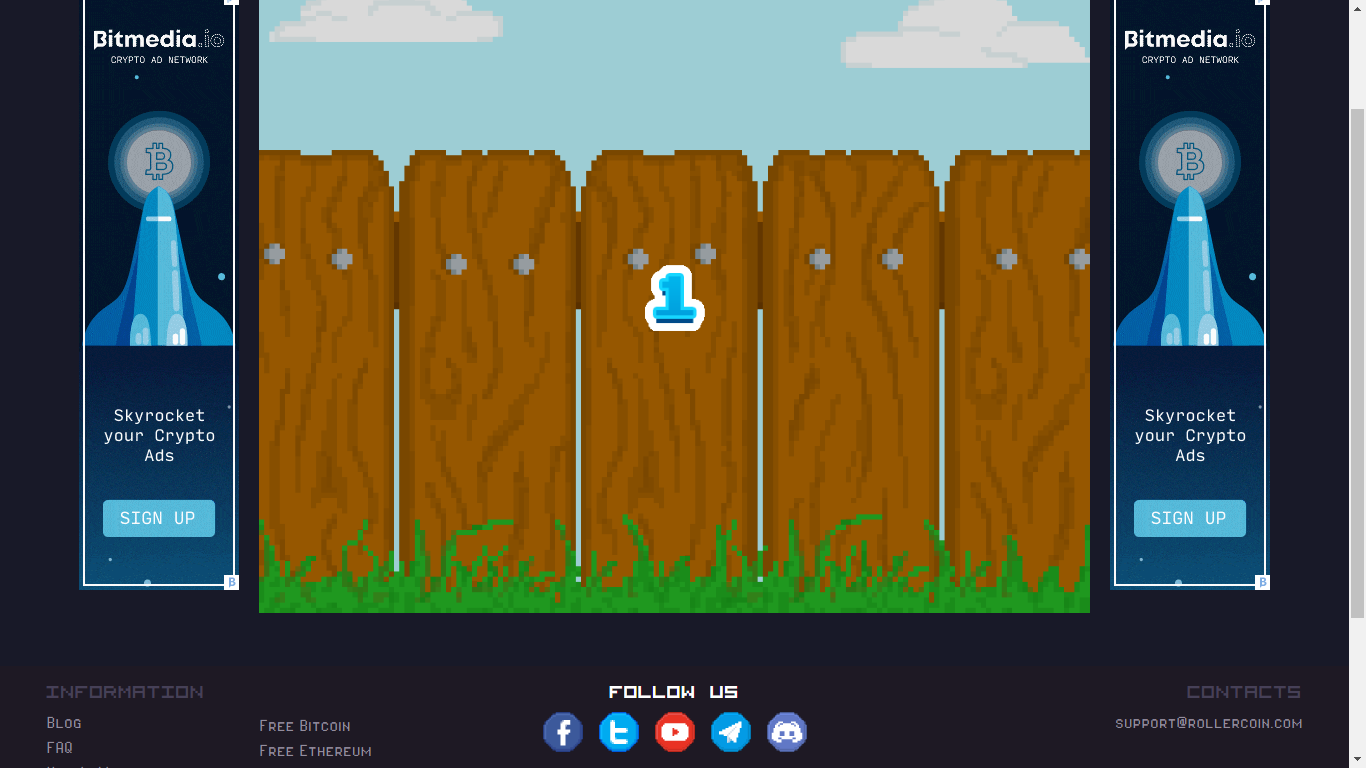 Bitmedia.io
CRYPTO AD NETWORK
Skyrocket
your Crypto
Ads
SIGN UP
B
1
Bitmedia.io
CRYPTO AD NETWORK
Skyrocket
your Crypto
Ads
SIGN UP
B
INFORMATION
Blog
FAQ
Free Bitcoin
Free Ethereum
FOLLOW US
CONTACTS
support@rollercoin.com